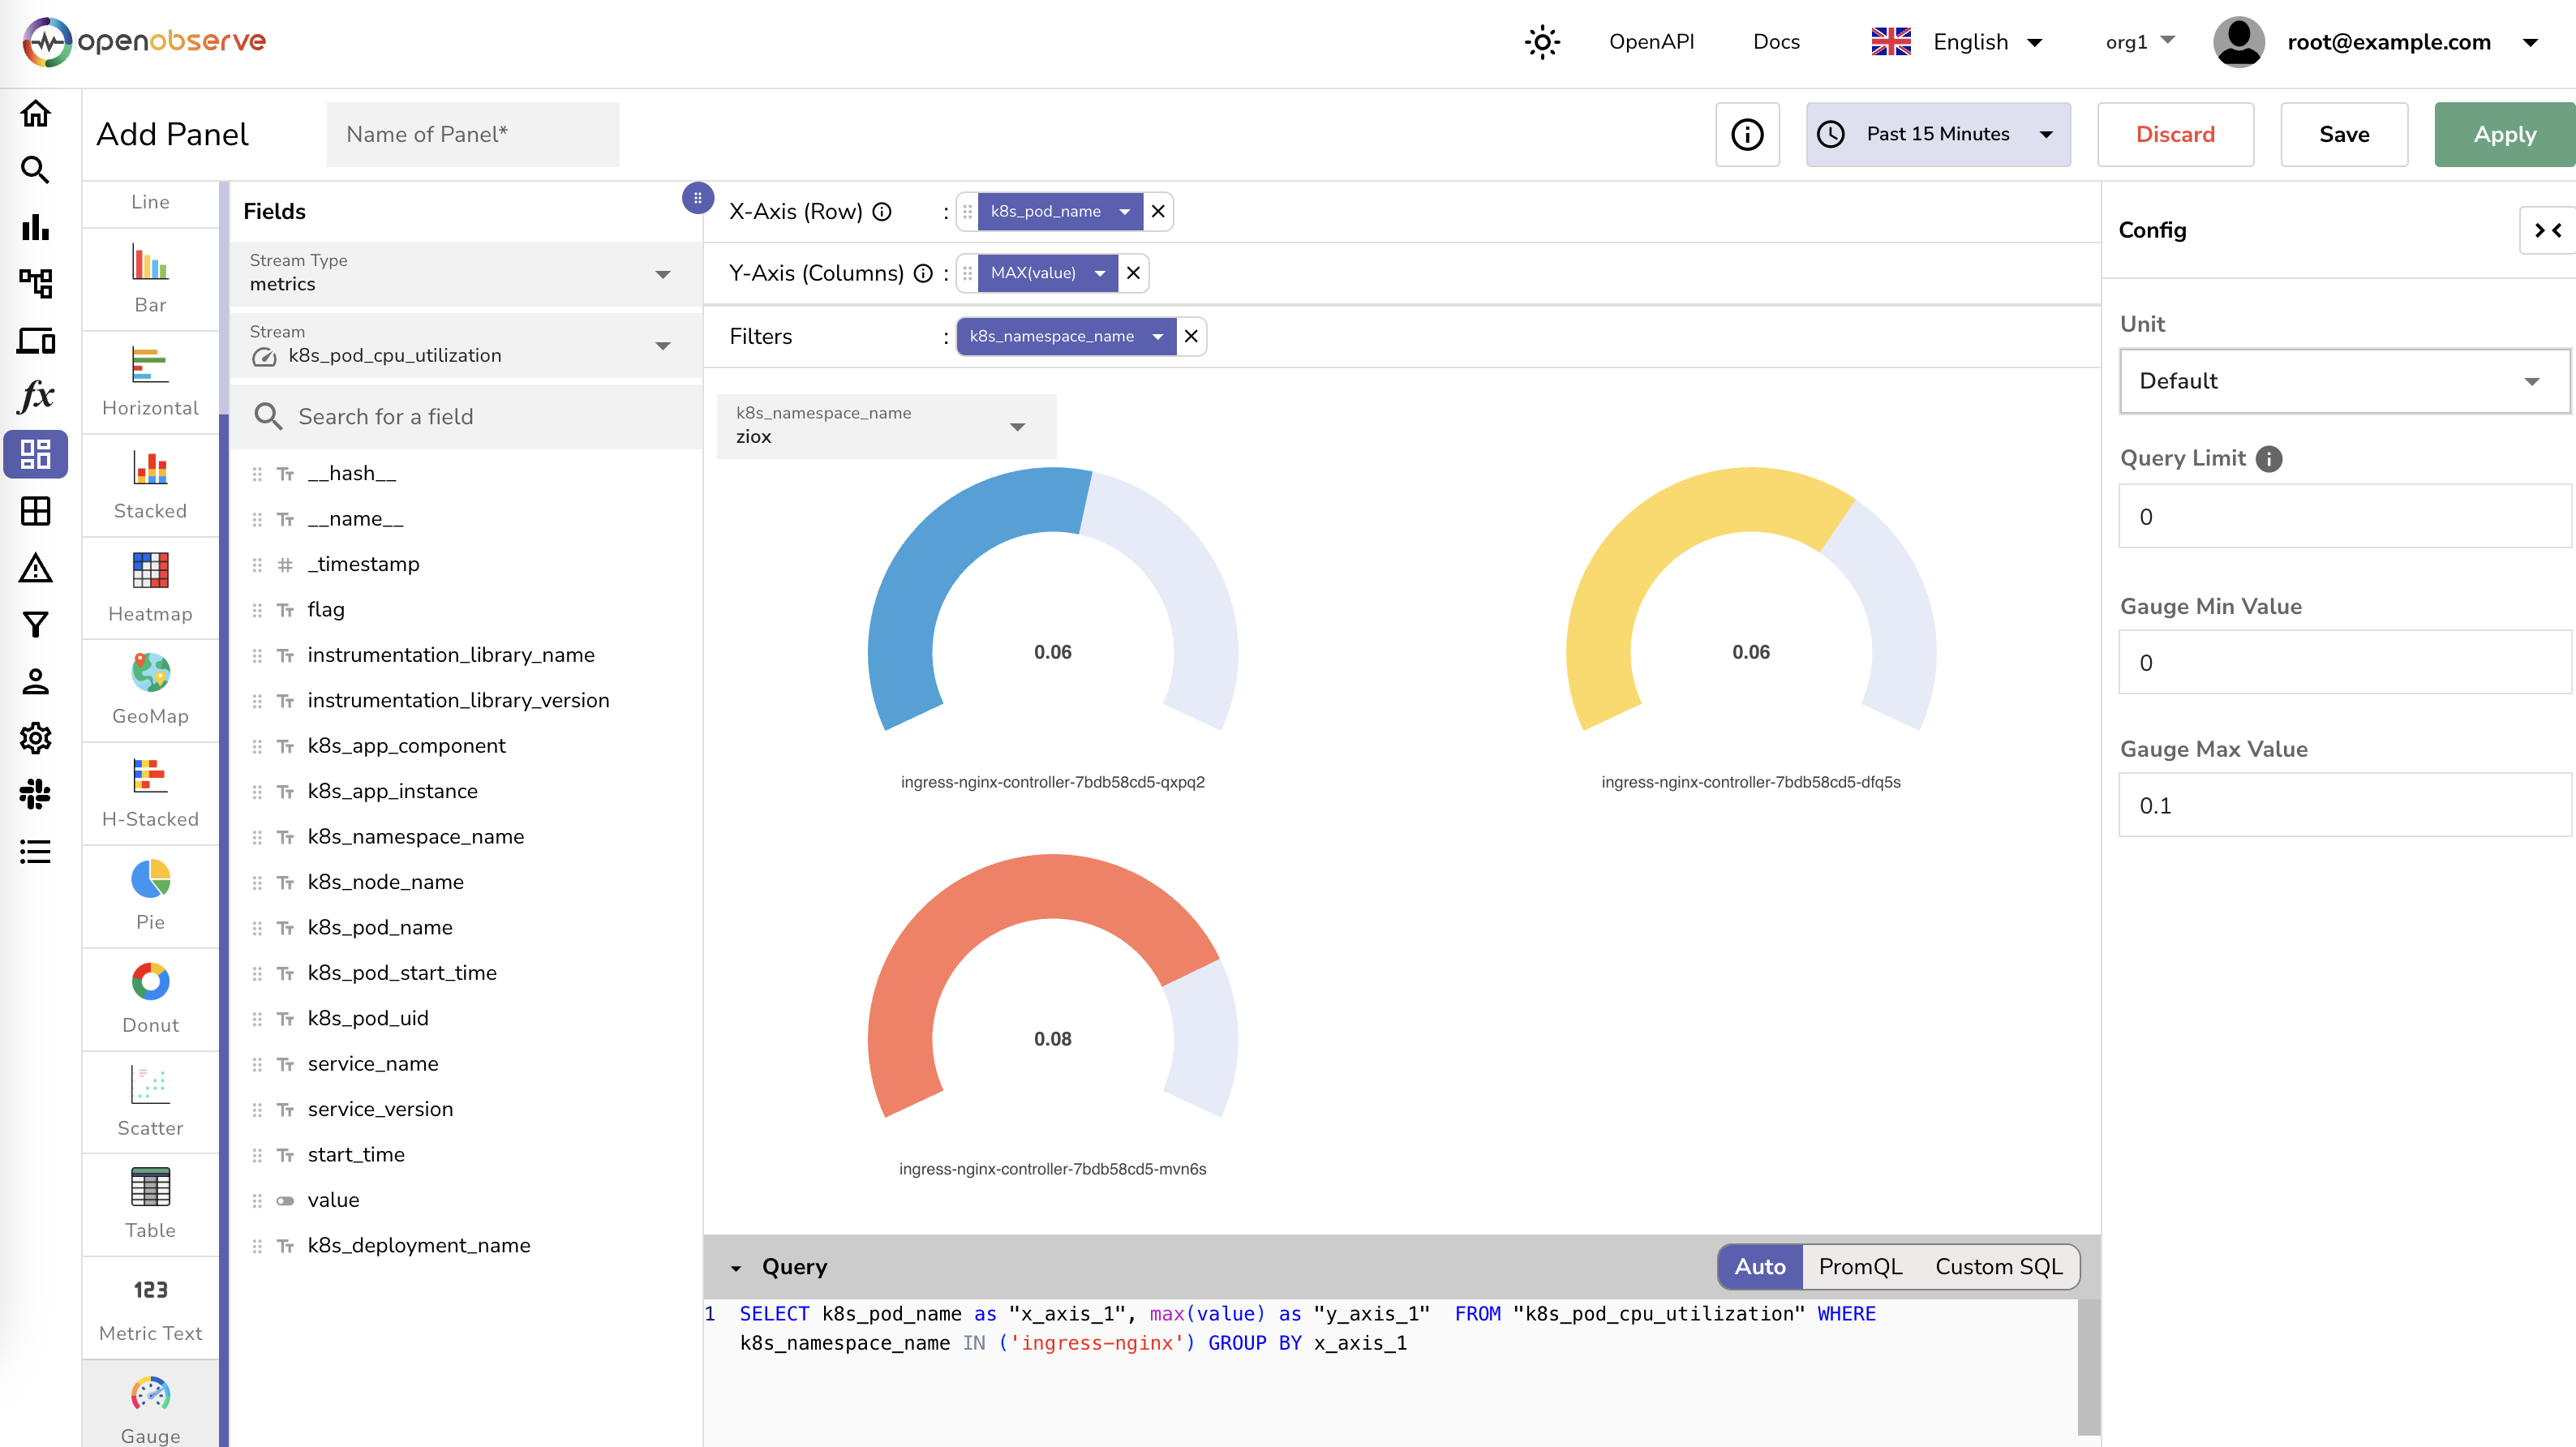 openobserve
OpenAPI
Docs
English
org1
root@example.com
Add Panel
Name of Panel*
Past 15 Minutes
Discard
Save
Apply
Line
Bar
Horizontal
Stacked
Heatmap
GeoMap
H-Stacked
Pie
Donut
Scatter
Table
123
Metric Text
Gauge
Fields
Stream Type
metrics
Stream
k8s_pod_cpu_utilization
Search for a field
__hash__
__name__
_timestamp
flag
instrumentation_library_name
instrumentation_library_version
k8s_app_component
k8s_app_instance
k8s_namespace_name
k8s_node_name
k8s_pod_name
k8s_pod_start_time
k8s_pod_uid
service_name
service_version
start_time
value
k8s_deployment_name
X-Axis (Row) : k8s_pod_name
Y-Axis (Columns) : MAX(value)
Filters : k8s_namespace_name
k8s_namespace_name
ziox
0.06
ingress-nginx-controller-7bdb58cd5-qxpq2
0.06
ingress-nginx-controller-7bdb58cd5-dfq5s
0.08
ingress-nginx-controller-7bdb58cd5-mvn6s
Query
Auto
PromQL
Custom SQL
1 SELECT k8s_pod_name as "x_axis_1", max(value) as "y_axis_1"  FROM "k8s_pod_cpu_utilization" WHERE
k8s_namespace_name IN ('ingress-nginx') GROUP BY x_axis_1
Config
Unit
Default
Query Limit
0
Gauge Min Value
0
Gauge Max Value
0.1